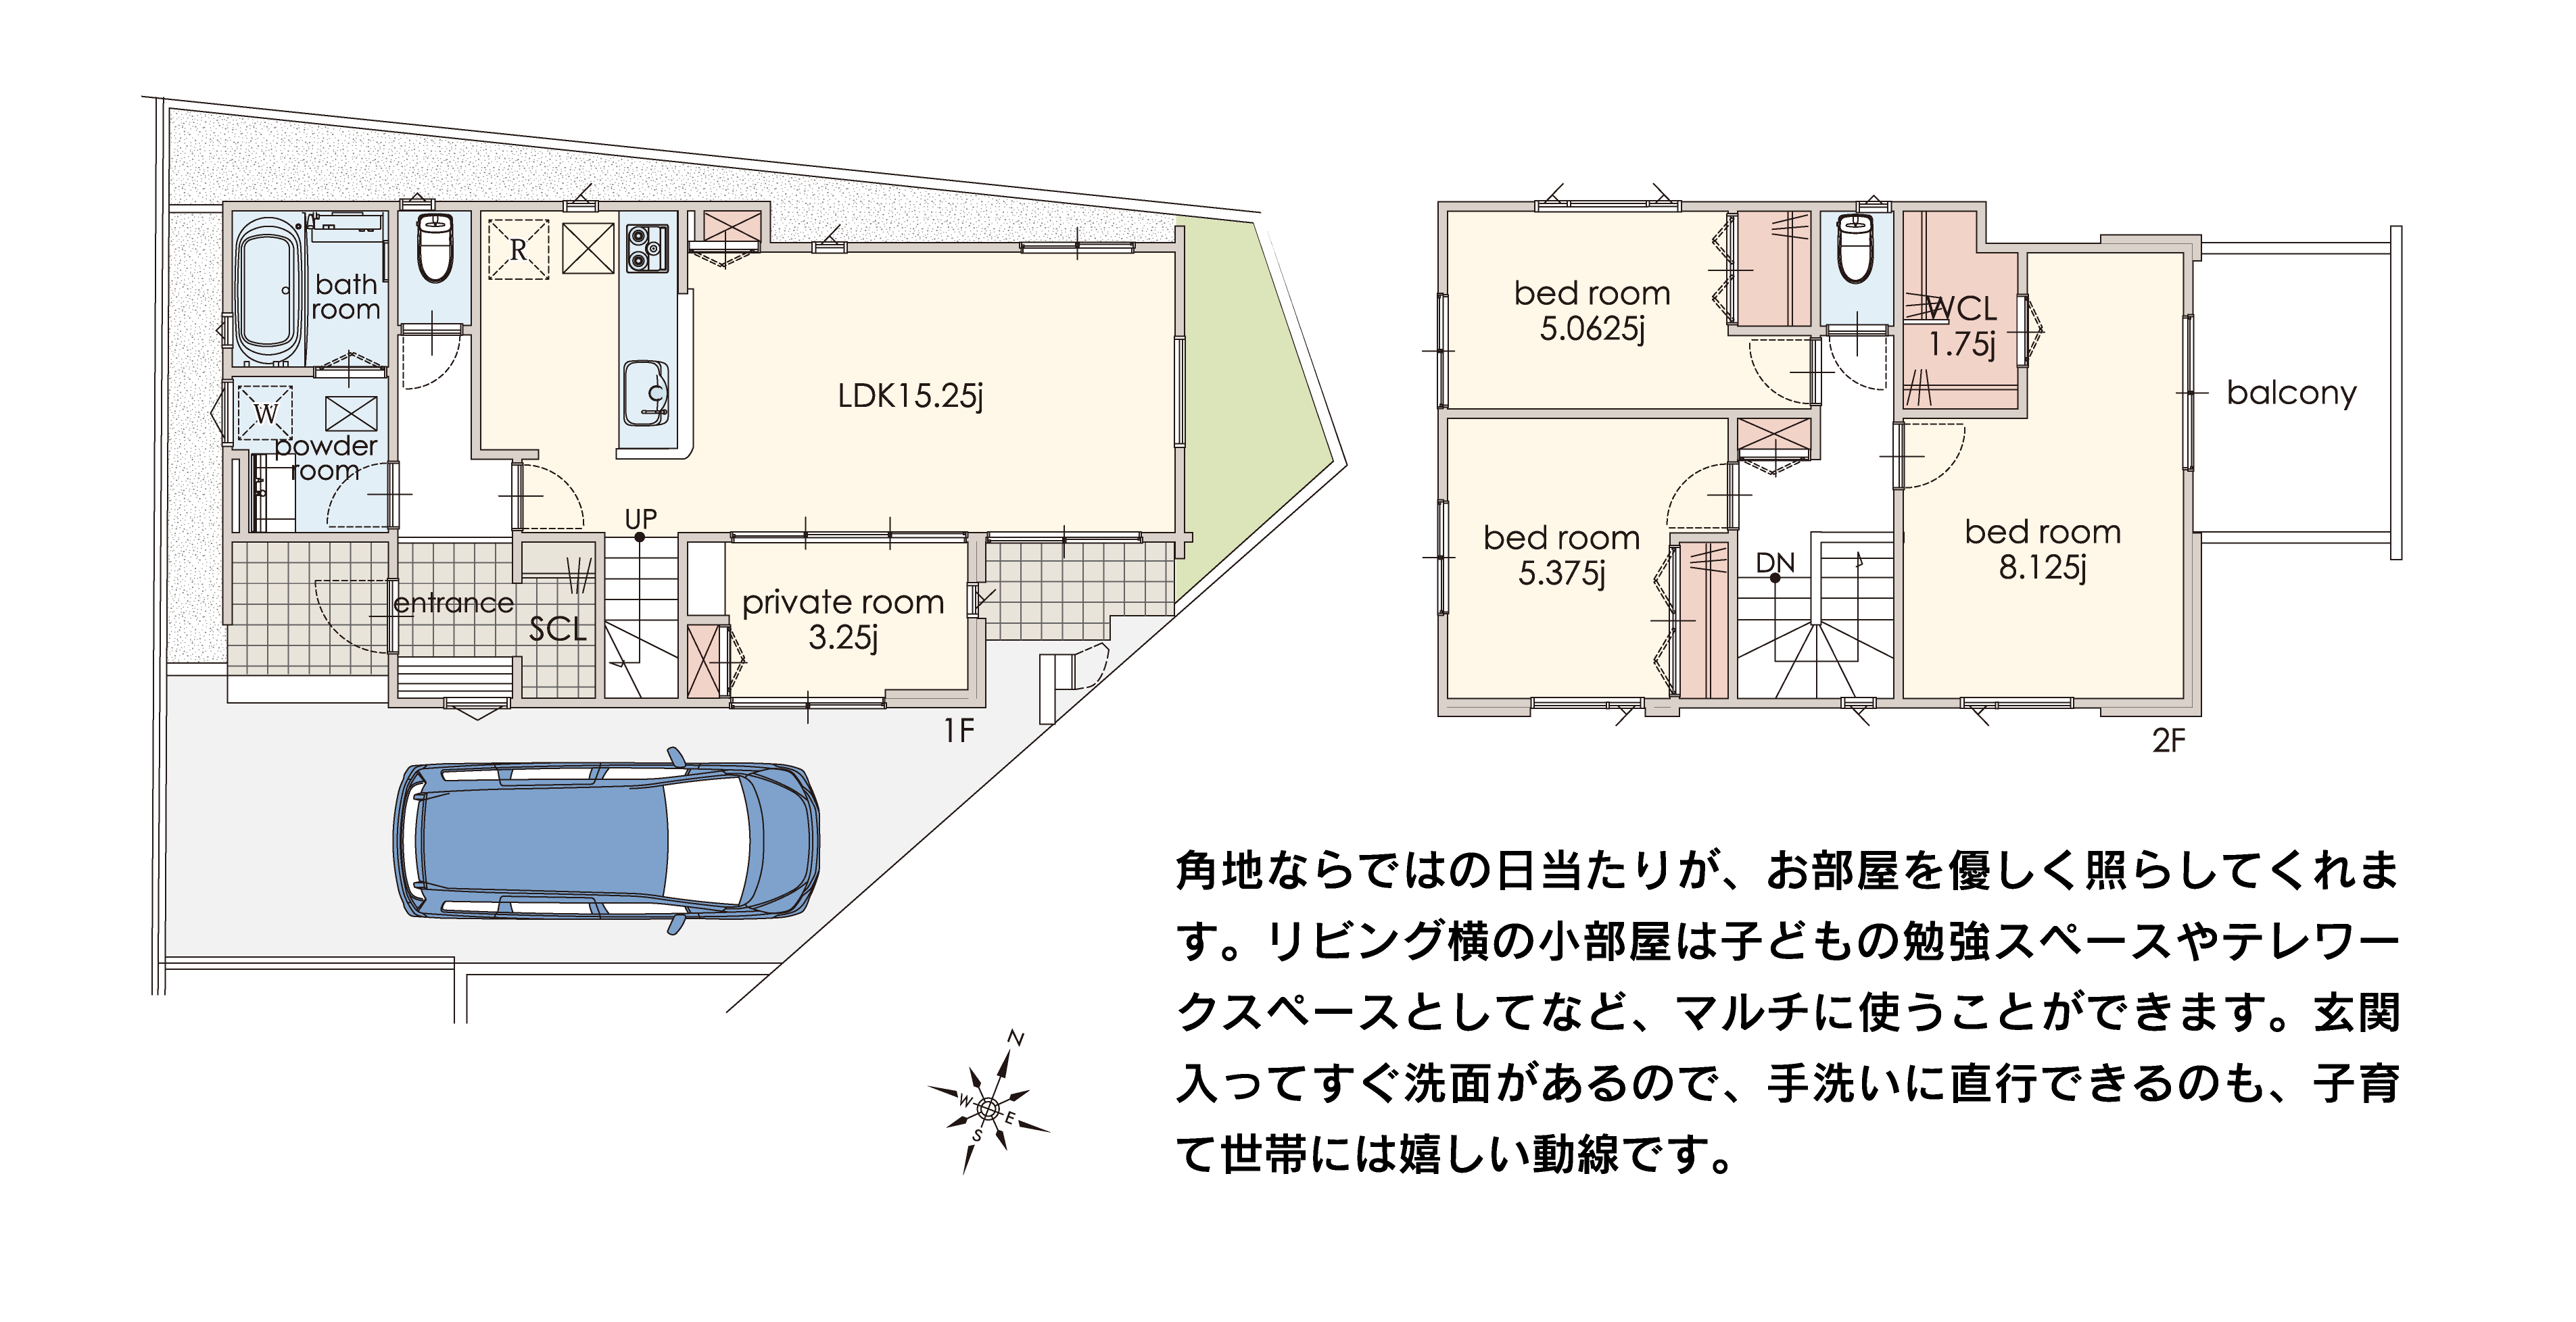 bath
room
R
W
powder
room
LDK15.25j
UP
entrance
SCL
private room
3.25j
1F
bed room
5.0625j
WCL
1.75j
balcony
bed room
5.375j
DN
bed room
8.125j
2F
N
W
E
S
角地ならではの日当たりが、お部屋を優しく照らしてくれま
す。リビング横の小部屋は子どもの勉強スペースやテレワー
クスペースとしてなど、マルチに使うことができます。玄関
入ってすぐ洗面があるので、手洗いに直行できるのも、子育
て世帯には嬉しい動線です。